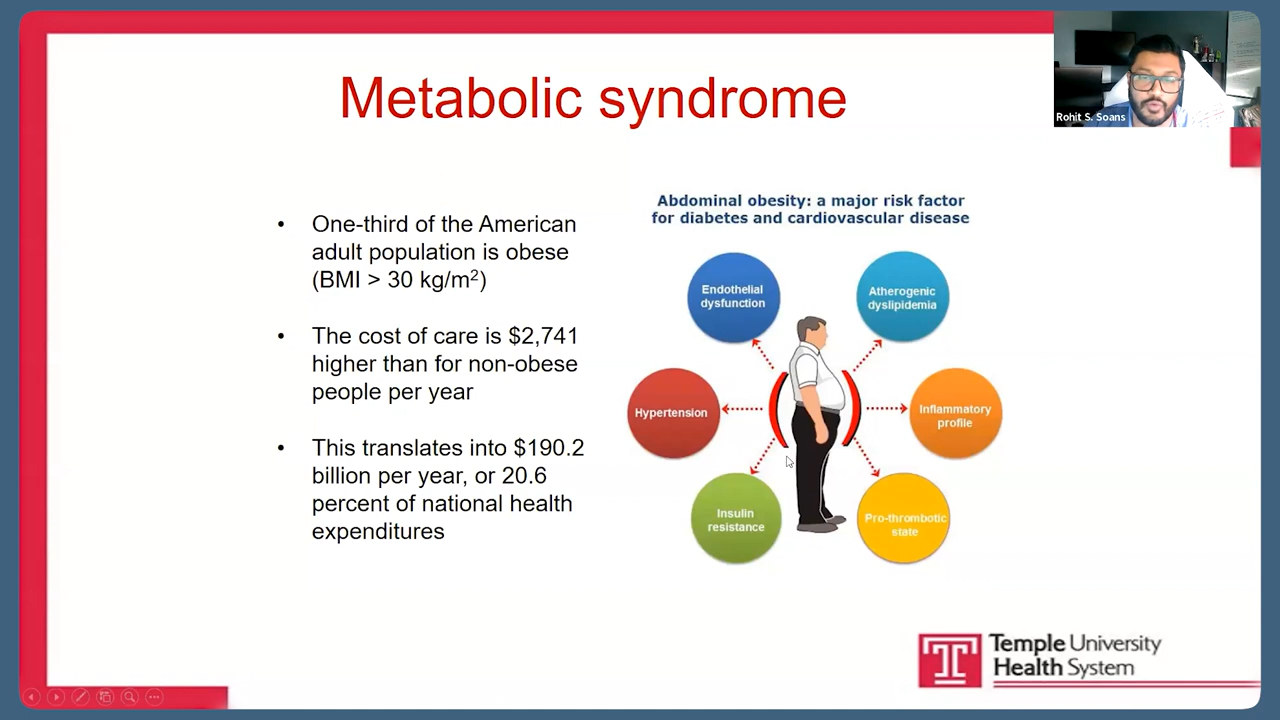 Metabolic syndrome
Rohit S. Soans
• One-third of the American
adult population is obese
(BMI > 30 kg/m²)
• The cost of care is $2,741
higher than for non-obese
people per year
• This translates into $190.2
billion per year, or 20.6
percent of national health
expenditures
Abdominal obesity: a major risk factor
for diabetes and cardiovascular disease
Endothelial
dysfunction
Atherogenic
dyslipidemia
Hypertension
Inflammatory
profile
Insulin
resistance
Pro-thrombotic
state
T
Temple University
Health System